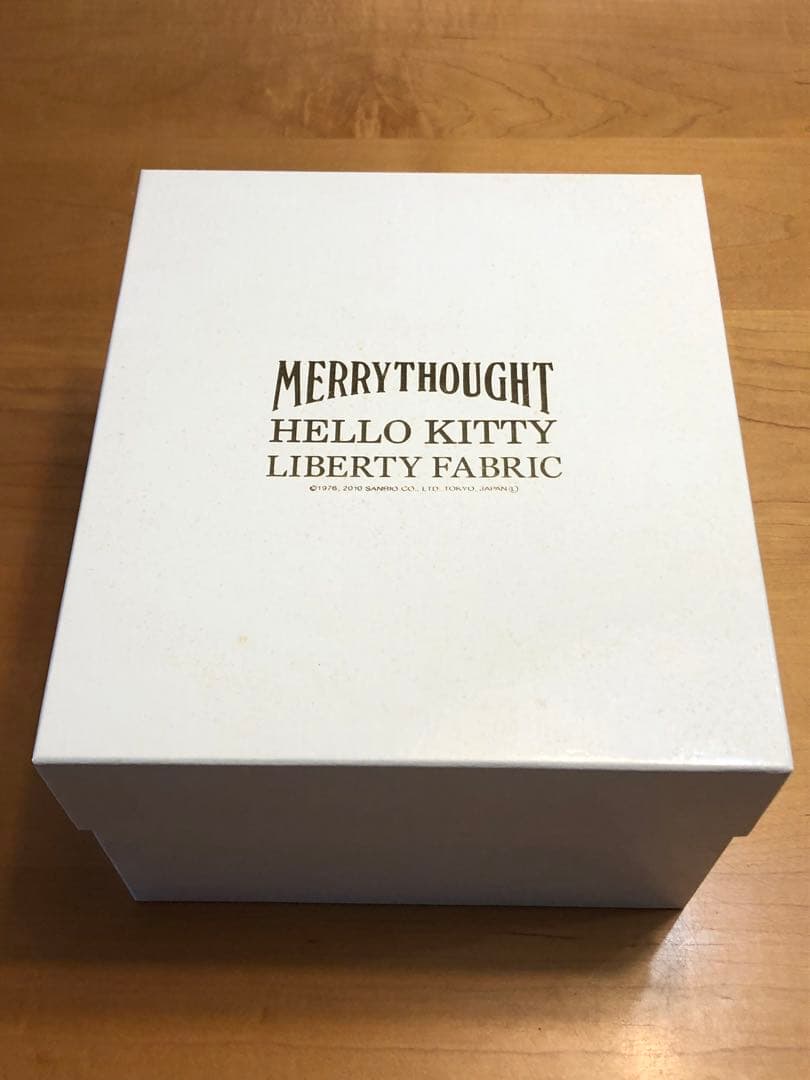 MERRYTHOUGHT
HELLO KITTY
LIBERTY FABRIC
©1976, 2010 SANRIO CO., LTD. TOKYO, JAPAN Ⓛ